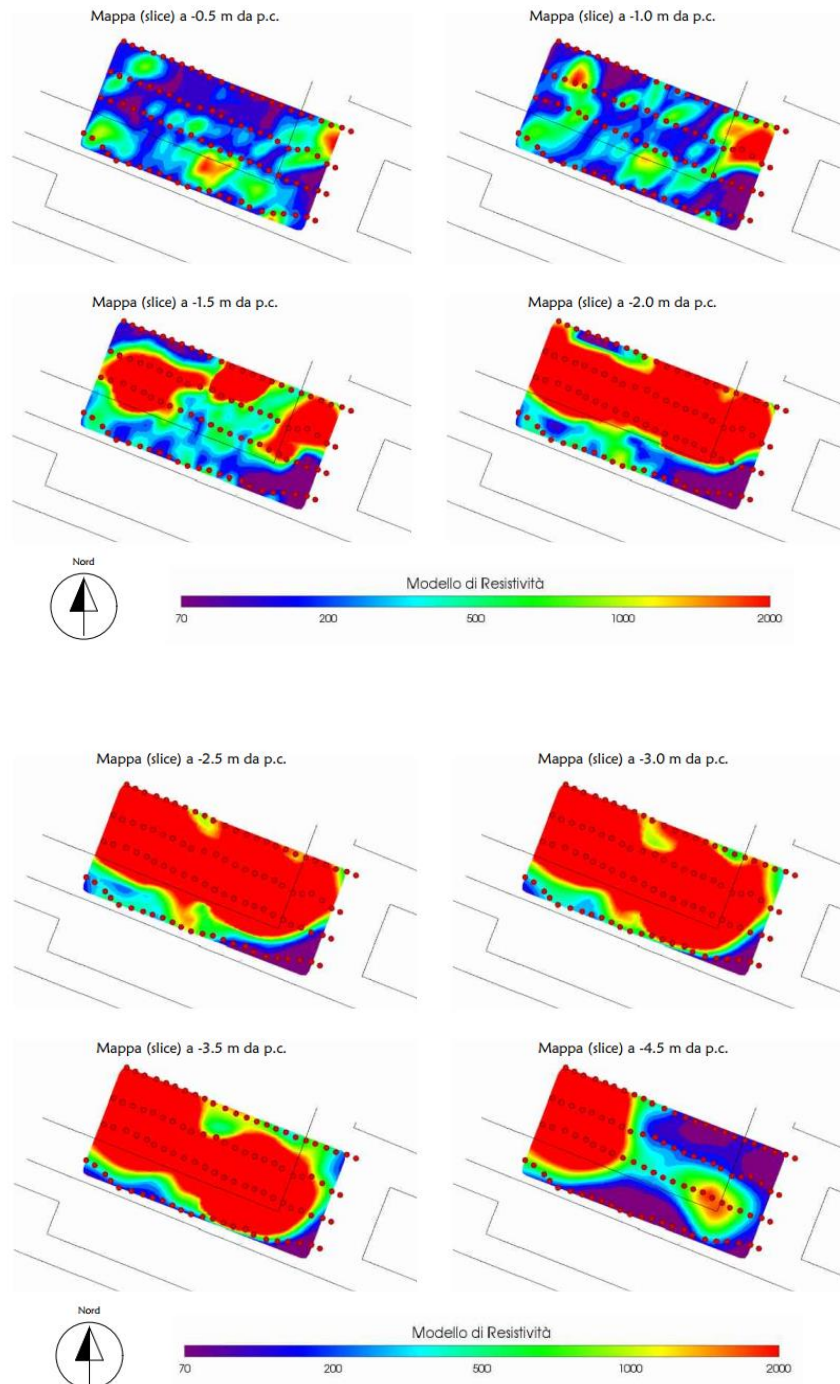 Mappa (slice) a -0.5 m da p.c.
Mappa (slice) a -1.0 m da p.c.
Mappa (slice) a -1.5 m da p.c.
Mappa (slice) a -2.0 m da p.c.
Nord
Modello di Resistività
70 200 500 1000 2000
Mappa (slice) a -2.5 m da p.c.
Mappa (slice) a -3.0 m da p.c.
Mappa (slice) a -3.5 m da p.c.
Mappa (slice) a -4.5 m da p.c.
Nord
Modello di Resistività
70 200 500 1000 2000